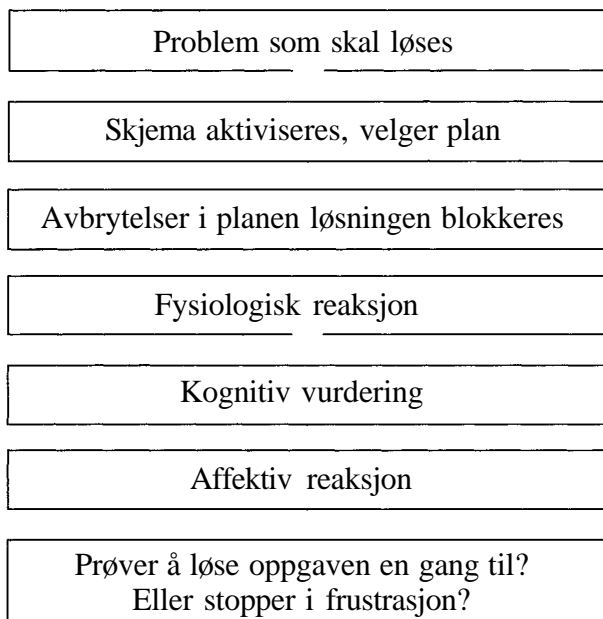 Problem som skal løses
Skjema aktiviseres, velger plan
Avbrytelser i planen løsningen blokkeres
Fysiologisk reaksjon
Kognitiv vurdering
Affektiv reaksjon
Prøver å løse oppgaven en gang til?
Eller stopper i frustrasjon?